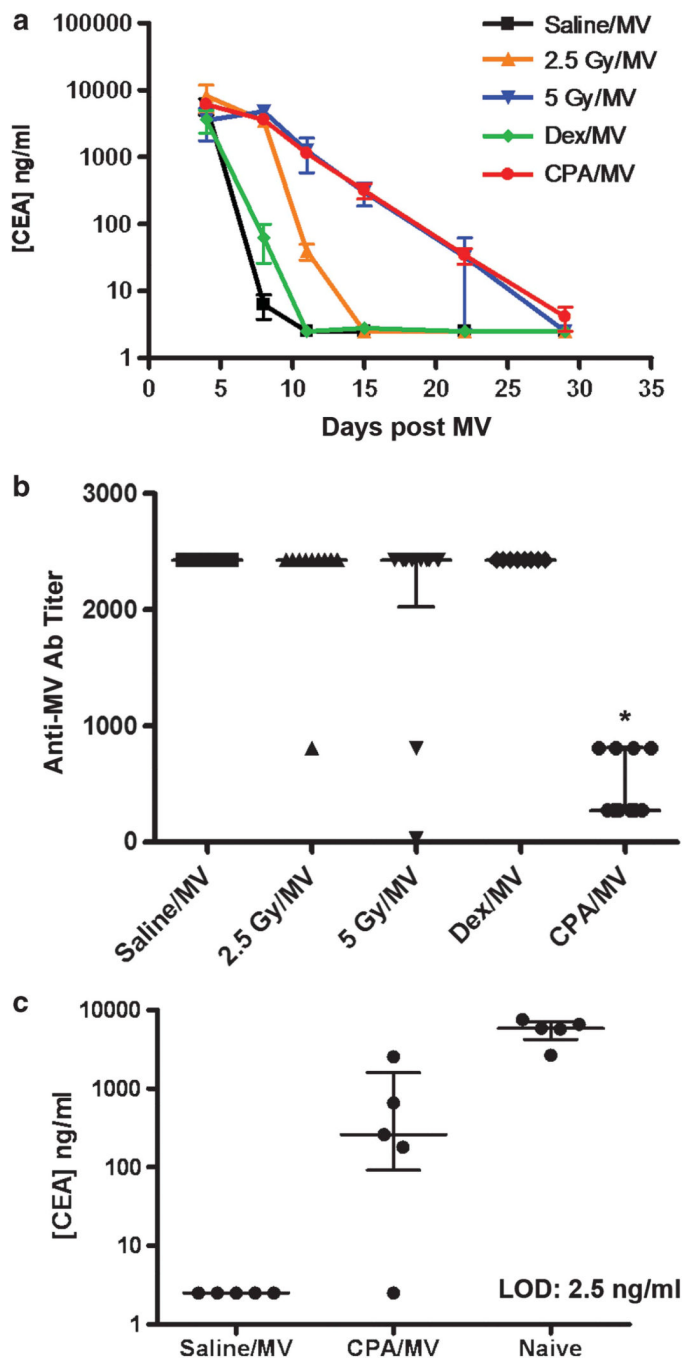 a
100000
10000
1000
100
10
1
[CEA] ng/ml
0 5 10 15 20 25 30 35
Days post MV
Saline/MV
2.5 Gy/MV
5 Gy/MV
Dex/MV
CPA/MV
b
3000
2000
1000
0
Anti-MV Ab Titer
*
Saline/MV
2.5 Gy/MV
5 Gy/MV
Dex/MV
CPA/MV
c
10000
1000
100
10
1
[CEA] ng/ml
LOD: 2.5 ng/ml
Saline/MV CPA/MV Naive